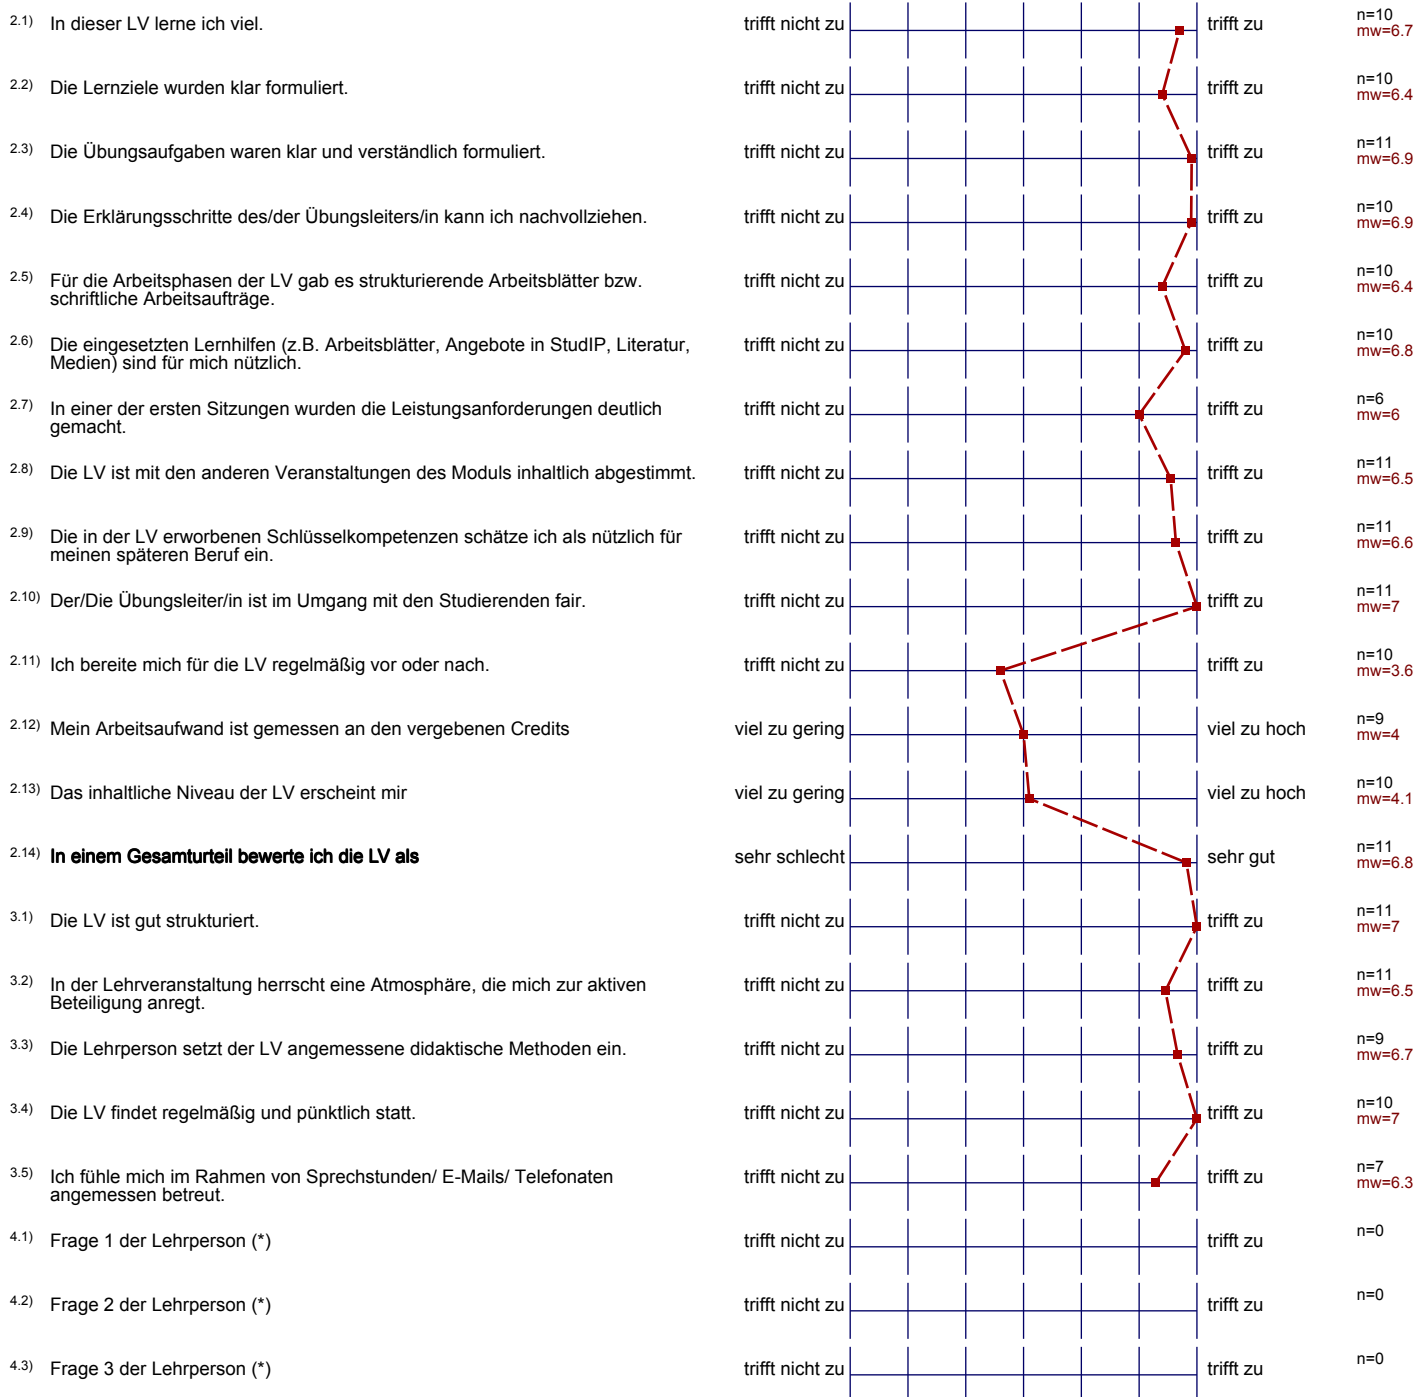 2.1) In dieser LV lerne ich viel. trifft nicht zu trifft zu n=10
mw=6.7
2.2) Die Lernziele wurden klar formuliert. trifft nicht zu trifft zu n=10
mw=6.4
2.3) Die Übungsaufgaben waren klar und verständlich formuliert. trifft nicht zu trifft zu n=11
mw=6.9
2.4) Die Erklärungsschritte des/der Übungsleiters/in kann ich nachvollziehen. trifft nicht zu trifft zu n=10
mw=6.9
2.5) Für die Arbeitsphasen der LV gab es strukturierende Arbeitsblätter bzw. trifft nicht zu trifft zu n=10
schriftliche Arbeitsaufträge. mw=6.4
2.6) Die eingesetzten Lernhilfen (z.B. Arbeitsblätter, Angebote in StudIP, Literatur, trifft nicht zu trifft zu n=10
Medien) sind für mich nützlich. mw=6.8
2.7) In einer der ersten Sitzungen wurden die Leistungsanforderungen deutlich trifft nicht zu trifft zu n=6
gemacht. mw=6
2.8) Die LV ist mit den anderen Veranstaltungen des Moduls inhaltlich abgestimmt. trifft nicht zu trifft zu n=11
mw=6.5
2.9) Die in der LV erworbenen Schlüsselkompetenzen schätze ich als nützlich für trifft nicht zu trifft zu n=11
meinen späteren Beruf ein. mw=6.6
2.10) Der/Die Übungsleiter/in ist im Umgang mit den Studierenden fair. trifft nicht zu trifft zu n=11
mw=7
2.11) Ich bereite mich für die LV regelmäßig vor oder nach. trifft nicht zu trifft zu n=10
mw=3.6
2.12) Mein Arbeitsaufwand ist gemessen an den vergebenen Credits viel zu gering viel zu hoch n=9
mw=4
2.13) Das inhaltliche Niveau der LV erscheint mir viel zu gering viel zu hoch n=10
mw=4.1
2.14) In einem Gesamturteil bewerte ich die LV als sehr schlecht sehr gut n=11
mw=6.8
3.1) Die LV ist gut strukturiert. trifft nicht zu trifft zu n=11
mw=7
3.2) In der Lehrveranstaltung herrscht eine Atmosphäre, die mich zur aktiven trifft nicht zu trifft zu n=11
Beteiligung anregt. mw=6.5
3.3) Die Lehrperson setzt der LV angemessene didaktische Methoden ein. trifft nicht zu trifft zu n=9
mw=6.7
3.4) Die LV findet regelmäßig und pünktlich statt. trifft nicht zu trifft zu n=10
mw=7
3.5) Ich fühle mich im Rahmen von Sprechstunden/ E-Mails/ Telefonaten trifft nicht zu trifft zu n=7
angemessen betreut. mw=6.3
4.1) Frage 1 der Lehrperson (*) trifft nicht zu trifft zu n=0
4.2) Frage 2 der Lehrperson (*) trifft nicht zu trifft zu n=0
4.3) Frage 3 der Lehrperson (*) trifft nicht zu trifft zu n=0